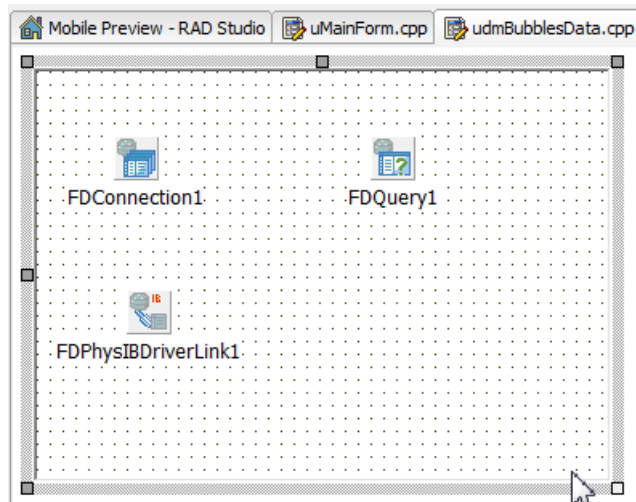 Mobile Preview - RAD Studio uMainForm.cpp udmBubblesData.cpp
FDConnection1 FDQuery1
IB
FDPhysIBDriverLink1